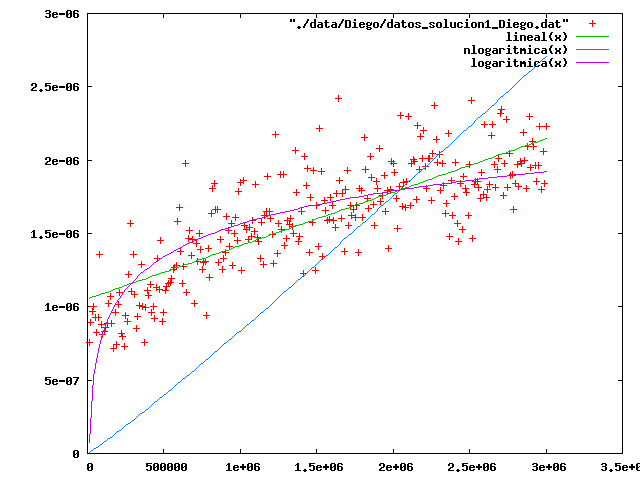 3e-06
"./data/Diego/datos_solucion1_Diego.dat"
lineal(x)
nlogaritmica(x)
logaritmica(x)
2.5e-06
2e-06
1.5e-06
1e-06
5e-07
0
0 500000 1e+06 1.5e+06 2e+06 2.5e+06 3e+06 3.5e+06